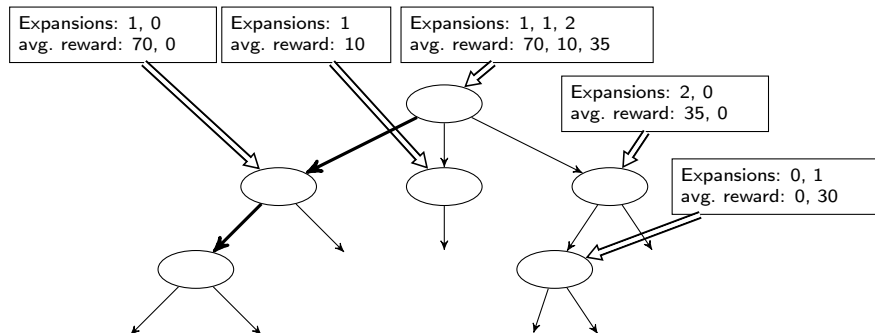 Expansions: 1, 0
avg. reward: 70, 0
Expansions: 1
avg. reward: 10
Expansions: 1, 1, 2
avg. reward: 70, 10, 35
Expansions: 2, 0
avg. reward: 35, 0
Expansions: 0, 1
avg. reward: 0, 30